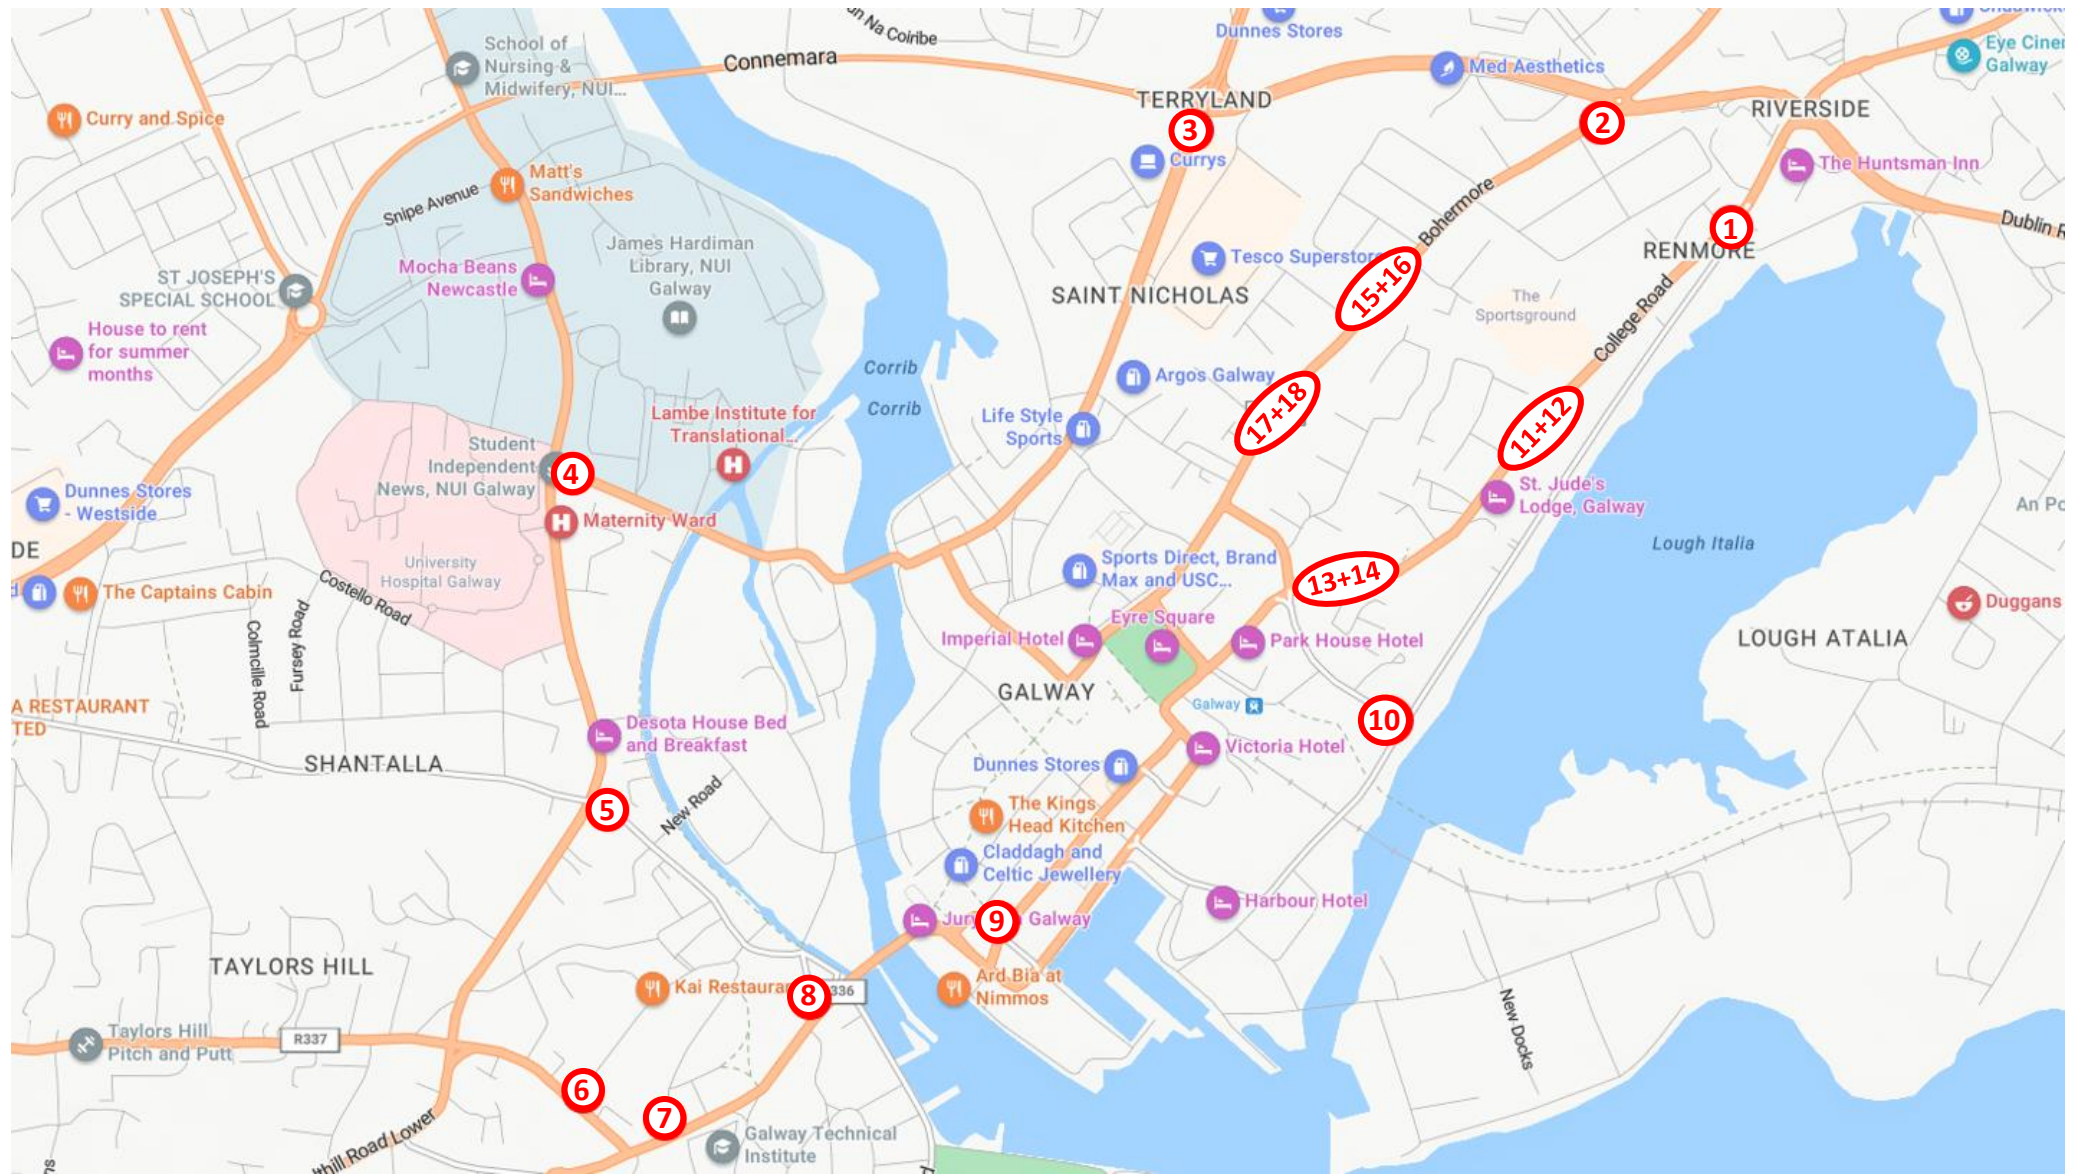 School of
Nursing &
Midwifery, NUI...
Connemara
Na Coiribe
Dunnes Stores
Med Aesthetics
Eye
Galway
TERRYLAND
RIVERSIDE
Curry and Spice
3
2
Currys
The Huntsman Inn
Matt's
Sandwiches
Snipe Avenue
Bohermore
Dublin
1
RENMORE
James Hardiman
Library, NUI
Galway
Mocha Beans
Newcastle
ST JOSEPH'S
SPECIAL SCHOOL
Tesco Superstore
15+16
SAINT NICHOLAS
The
Sportsground
College Road
House to rent
for summer
months
Corrib
Corrib
Argos Galway
17+18
11+12
Life Style
Sports
Lambe Institute for
Translational...
Student
Independent
News, NUI Galway
4
Dunnes Stores
- Westside
St. Jude's
Lodge, Galway
An
Maternity Ward
DE
Lough Italia
University
Hospital Galway
Sports Direct, Brand
Max and USC...
13+14
The Captains Cabin
Costello Road
Fursey Road
Colmcille Road
Duggans
Eyre Square
Imperial Hotel
Park House Hotel
LOUGH ATALIA
GALWAY
Galway
10
A RESTAURANT
TED
Desota House Bed
and Breakfast
Victoria Hotel
SHANTALLA
Dunnes Stores
5
New Road
The Kings
Head Kitchen
Claddagh and
Celtic Jewellery
Harbour Hotel
9
Galway
TAYLORS HILL
Kai
8
336
Ard Bia at
Nimmos
New Docks
Taylors Hill
Pitch and Putt
R337
6
7
Road Lower
Galway Technical
Institute